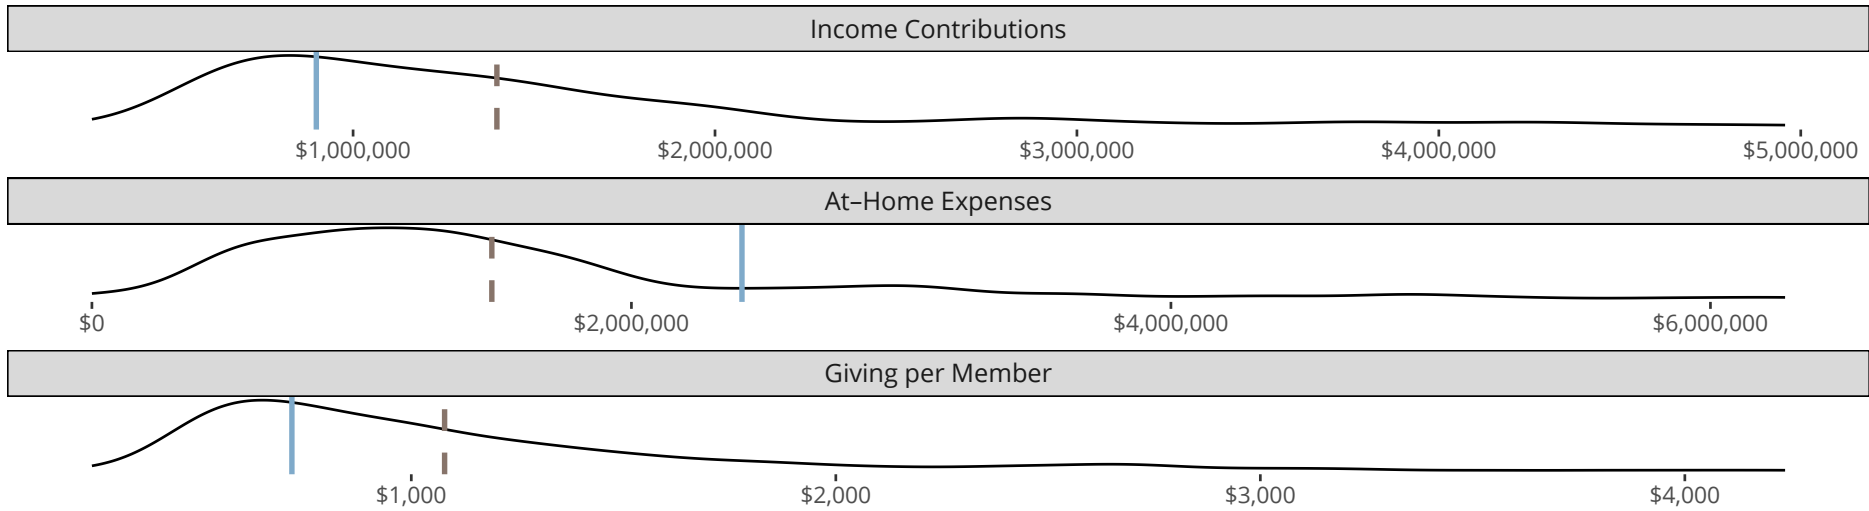 Income Contributions
$1,000,000 $2,000,000 $3,000,000 $4,000,000 $5,000,000
At–Home Expenses
$0 $2,000,000 $4,000,000 $6,000,000
Giving per Member
$1,000 $2,000 $3,000 $4,000